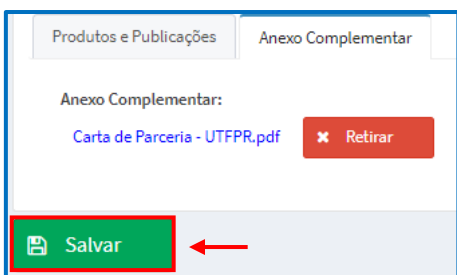 Produtos e Publicações Anexo Complementar
Anexo Complementar:
Carta de Parceria - UTFPR.pdf Retirar
Salvar